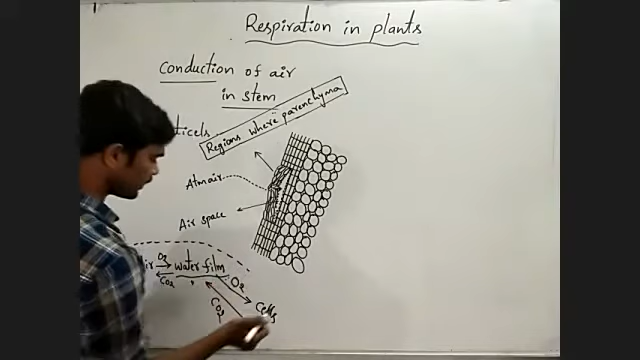 Respiration in plants
conduction of air
in stem
Regions where parenchyma
ticels
Atm air
Air space
air O2 water film
CO2
O2
CO2
Cells